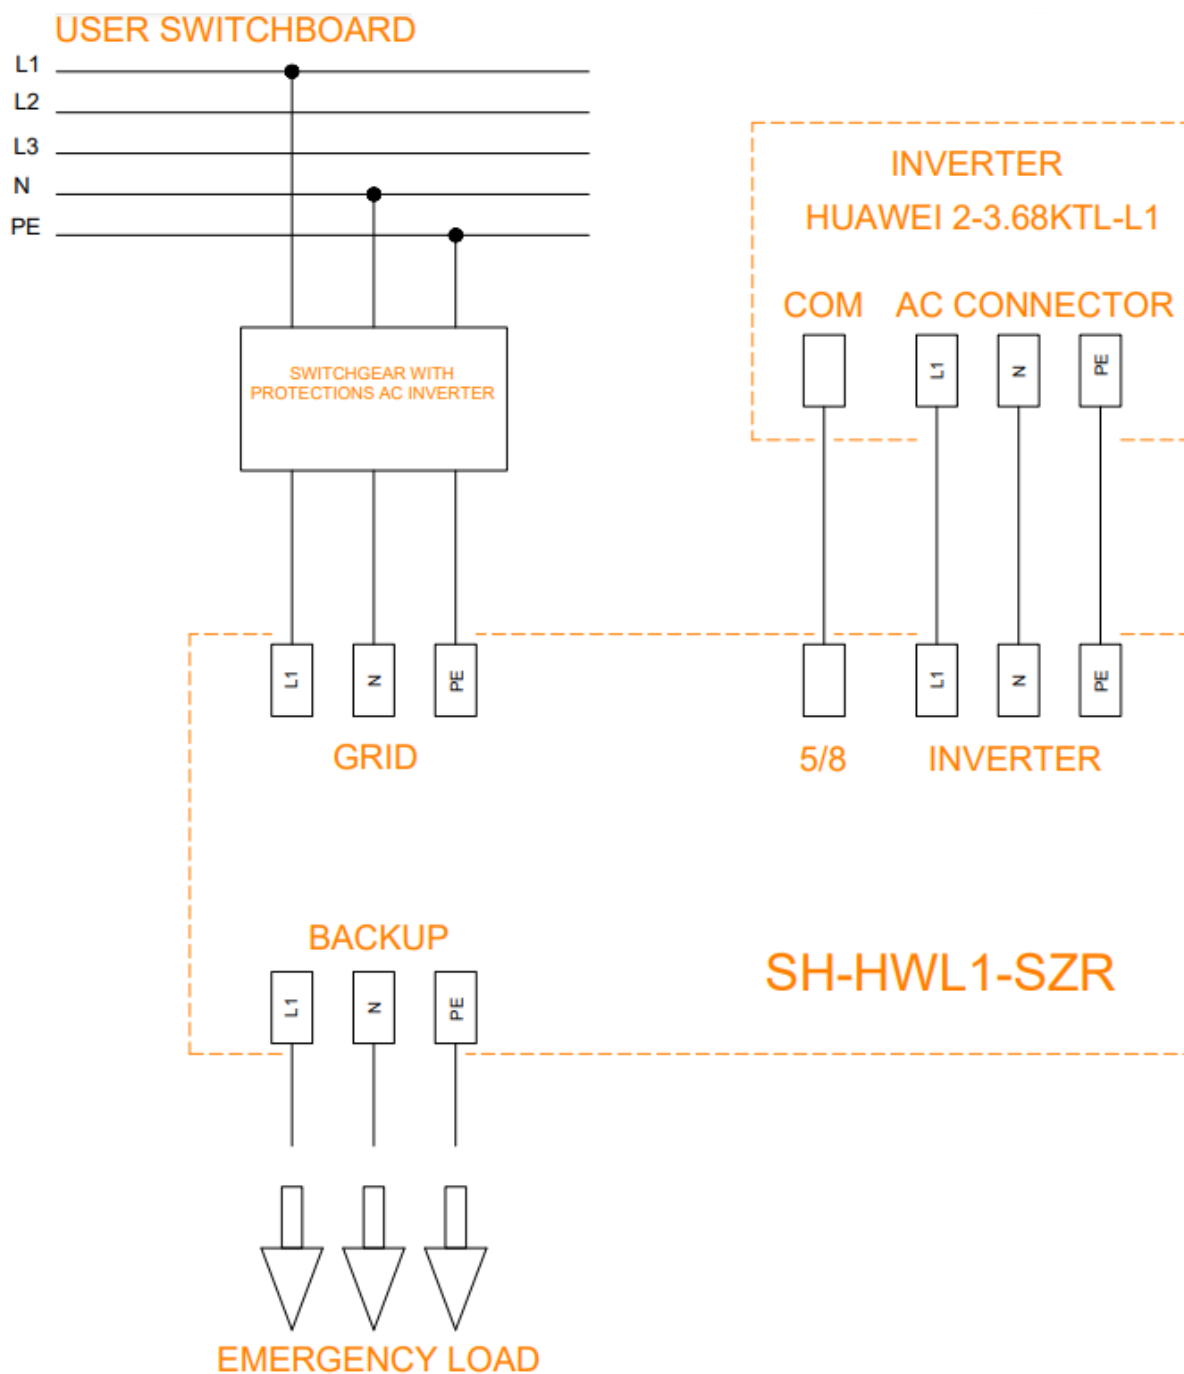 USER SWITCHBOARD
L1
L2
L3
N
PE
SWITCHGEAR WITH
PROTECTIONS AC INVERTER
INVERTER
HUAWEI 2-3.68KTL-L1
COM AC CONNECTOR
L1 N PE
L1 N PE
GRID
L1 N PE
5/8 INVERTER
BACKUP
L1 N PE
SH-HWL1-SZR
EMERGENCY LOAD